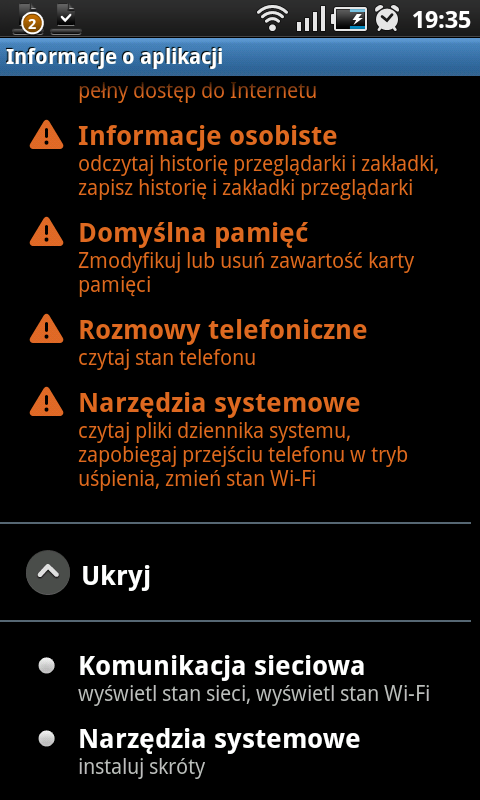 2
19:35
Informacje o aplikacji
pełny dostęp do Internetu
Informacje osobiste
odczytaj historię przeglądarki i zakładki,
zapisz historię i zakładki przeglądarki
Domyślna pamięć
Zmodyfikuj lub usuń zawartość karty
pamięci
Rozmowy telefoniczne
czytaj stan telefonu
Narzędzia systemowe
czytaj pliki dziennika systemu,
zapobiegaj przejściu telefonu w tryb
uśpienia, zmień stan Wi-Fi
Ukryj
Komunikacja sieciowa
wyświetl stan sieci, wyświetl stan Wi-Fi
Narzędzia systemowe
instaluj skróty